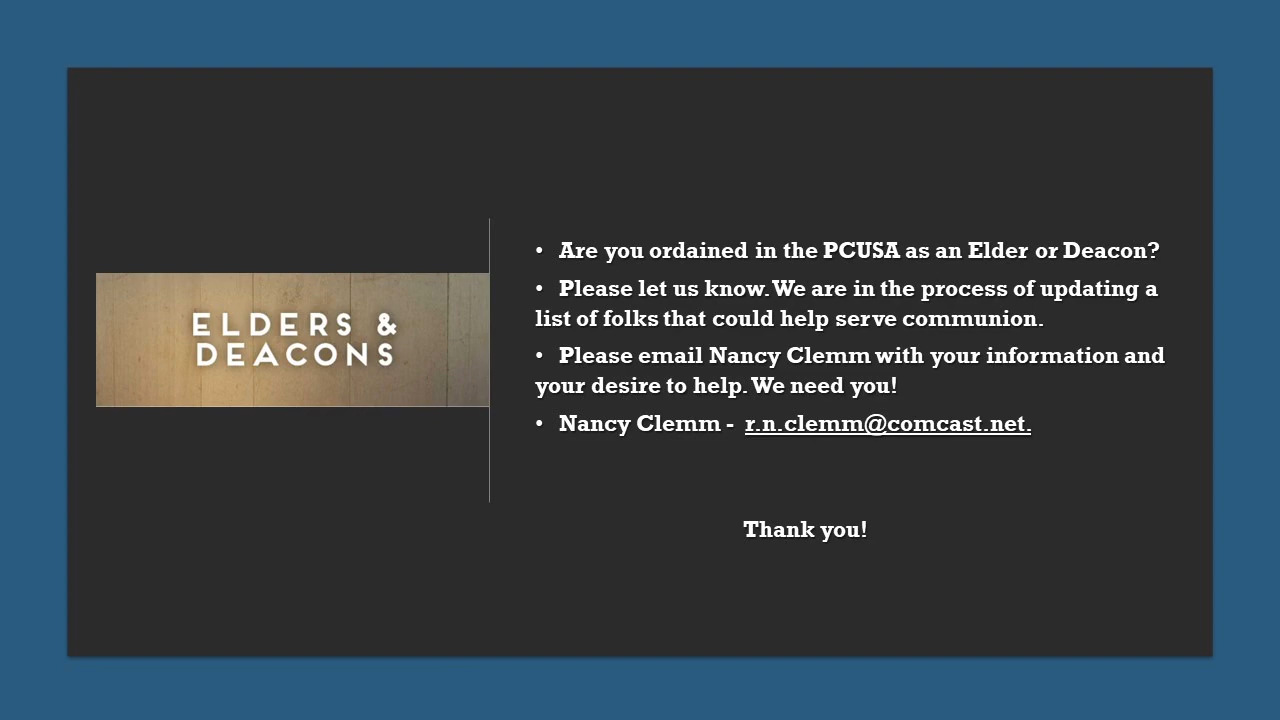 ELDERS &
DEACONS
• Are you ordained in the PCUSA as an Elder or Deacon?
• Please let us know. We are in the process of updating a
list of folks that could help serve communion.
• Please email Nancy Clemm with your information and
your desire to help. We need you!
• Nancy Clemm - r.n.clemm@comcast.net.
Thank you!